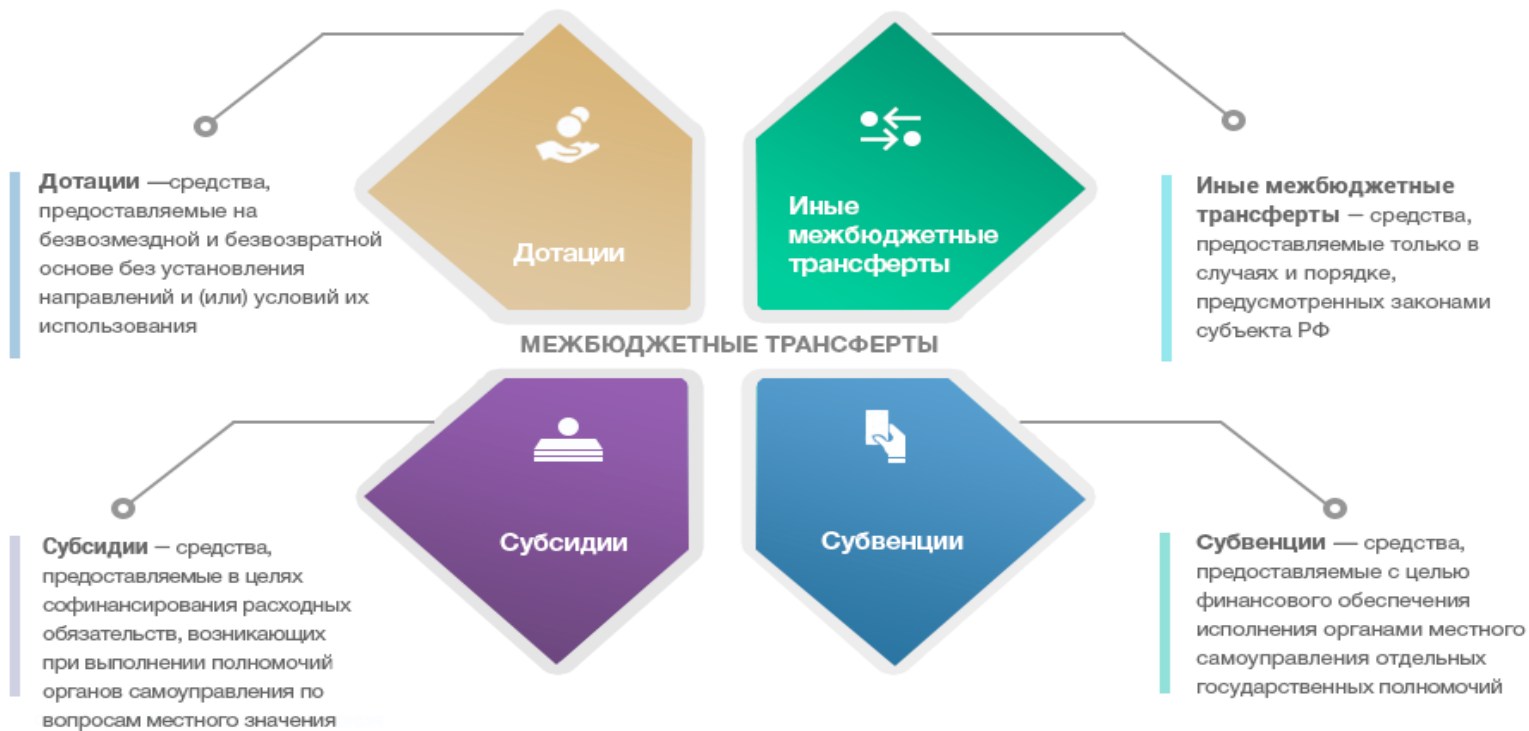 Дотации —средства,
предоставляемые на
безвозмездной и безвозвратной
основе без установления
направлений и (или) условий их
использования
Дотации
Иные
межбюджетные
трансферты
Иные межбюджетные
трансферты – средства,
предоставляемые только в
случаях и порядке,
предусмотренных законами
субъекта РФ
МЕЖБЮДЖЕТНЫЕ ТРАНСФЕРТЫ
Субсидии – средства,
предоставляемые в целях
софинансирования расходных
обязательств, возникающих
при выполнении полномочий
органов самоуправления по
вопросам местного значения
Субсидии
Субвенции
Субвенции — средства,
предоставляемые с целью
финансового обеспечения
исполнения органами местного
самоуправления отдельных
государственных полномочий